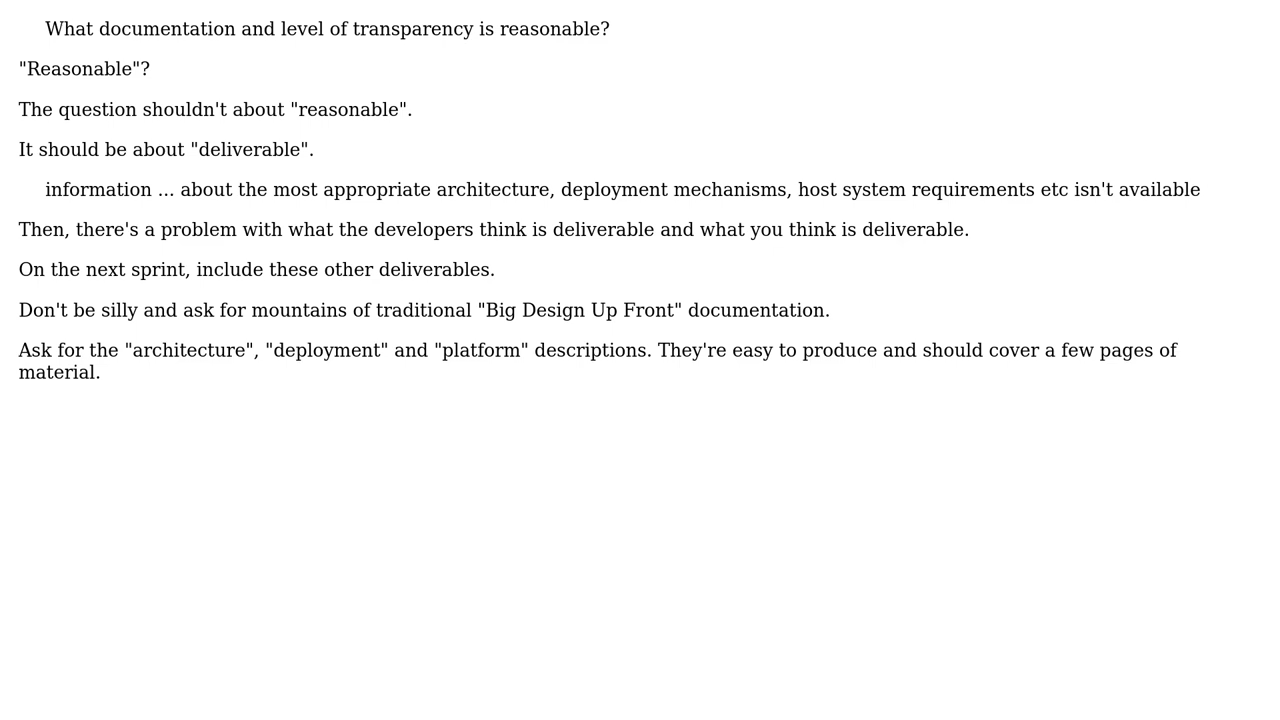 What documentation and level of transparency is reasonable?
"Reasonable"?
The question shouldn't about "reasonable".
It should be about "deliverable".
information ... about the most appropriate architecture, deployment mechanisms, host system requirements etc isn't available
Then, there's a problem with what the developers think is deliverable and what you think is deliverable.
On the next sprint, include these other deliverables.
Don't be silly and ask for mountains of traditional "Big Design Up Front" documentation.
Ask for the "architecture", "deployment" and "platform" descriptions. They're easy to produce and should cover a few pages of
material.